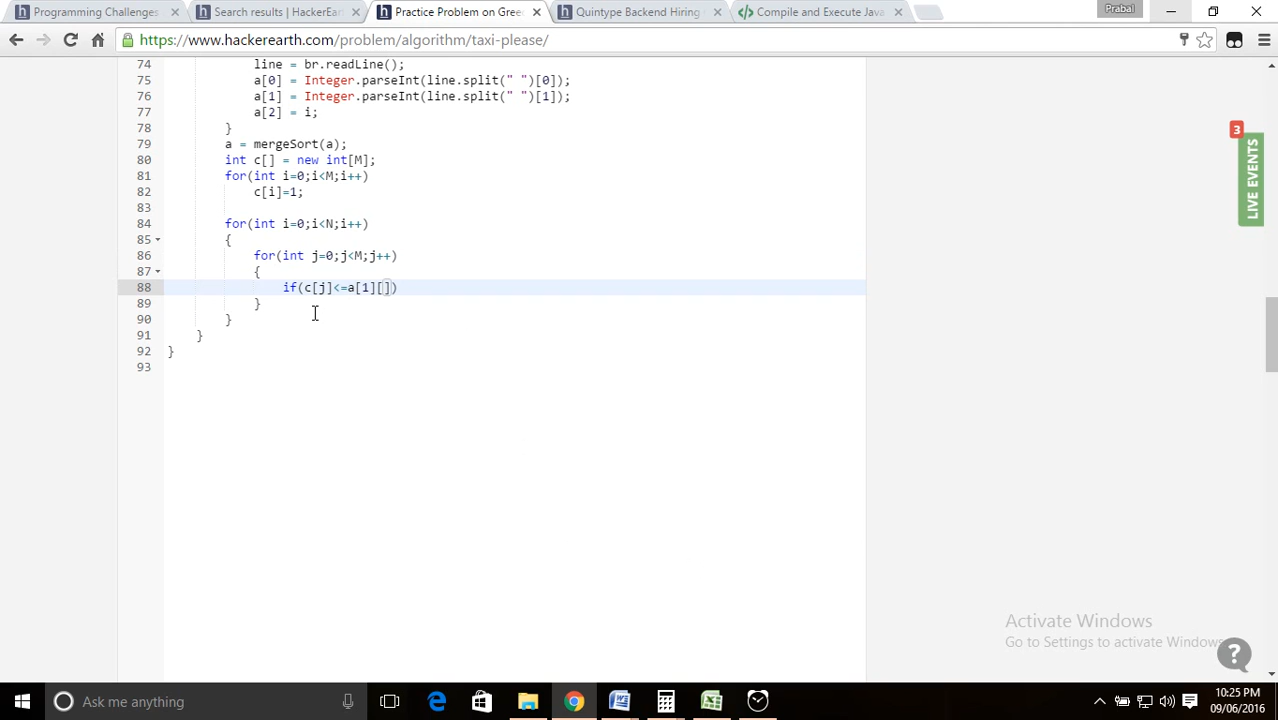 Programming Challenges
Search results | HackerEar
Practice Problem on Gree
Quintype Backend Hiring
Compile and Execute Java
Prabal
https://www.hackerearth.com/problem/algorithm/taxi-please/
74 line = br.readLine();
75 a[0] = Integer.parseInt(line.split(" ")[0]);
76 a[1] = Integer.parseInt(line.split(" ")[1]);
77 a[2] = i;
78 }
79 a = mergeSort(a);
80 int c[] = new int[M];
81 for(int i=0;i<M;i++)
82 c[i]=1;
83
84 for(int i=0;i<N;i++)
85 {
86 for(int j=0;j<M;j++)
87 {
88 if(c[j]<=a[1][])
89 }
90 }
91 }
92 }
93
3
LIVE EVENTS
Activate Windows
Go to Settings to activate Windows.
?
Ask me anything
10:25 PM
09/06/2016